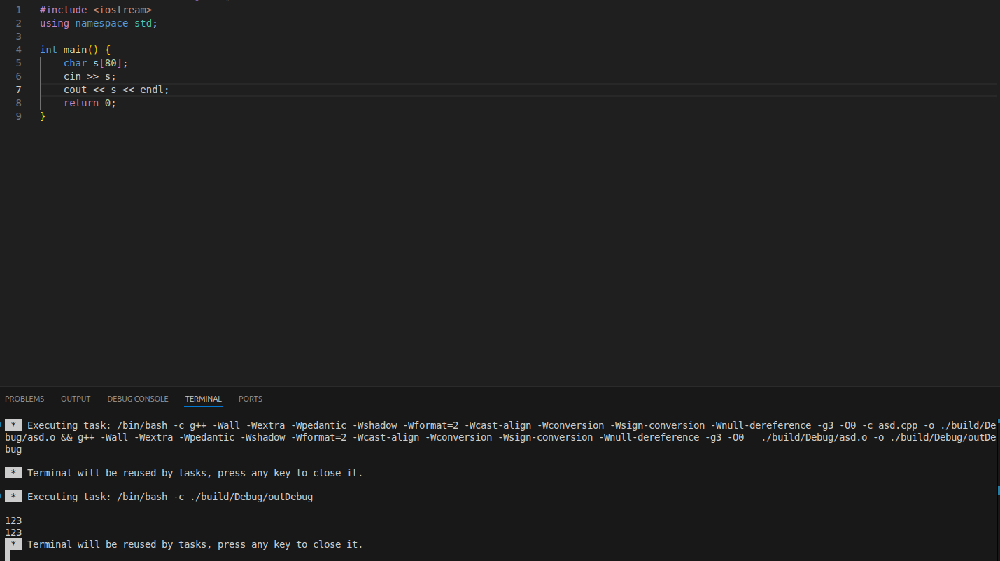 1 #include <iostream>
2 using namespace std;
3
4 int main() {
5     char s[80];
6     cin >> s;
7     cout << s << endl;
8     return 0;
9 }
PROBLEMS OUTPUT DEBUG CONSOLE TERMINAL PORTS
* Executing task: /bin/bash -c g++ -Wall -Wextra -Wpedantic -Wshadow -Wformat=2 -Wcast-align -Wconversion -Wsign-conversion -Wnull-dereference -g3 -O0 -c asd.cpp -o ./build/De
bug/asd.o && g++ -Wall -Wextra -Wpedantic -Wshadow -Wformat=2 -Wcast-align -Wconversion -Wsign-conversion -Wnull-dereference -g3 -O0   ./build/Debug/asd.o -o ./build/Debug/outDe
bug
* Terminal will be reused by tasks, press any key to close it.
* Executing task: /bin/bash -c ./build/Debug/outDebug
123
123
* Terminal will be reused by tasks, press any key to close it.